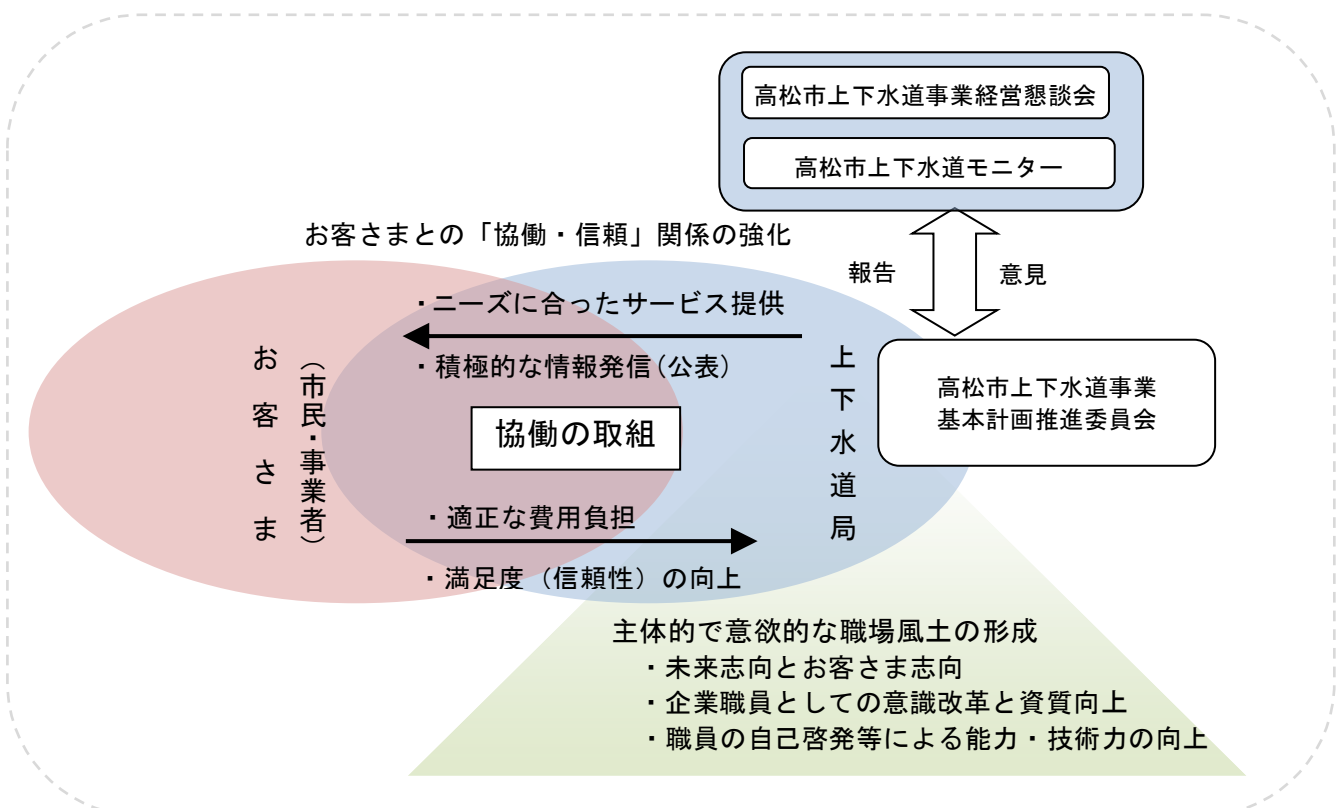 高松市上下水道事業経営懇談会
高松市上下水道モニター
お客さまとの「協働・信頼」関係の強化
報告
意見
・ニーズに合ったサービス提供
・積極的な情報発信(公表)
お客さま
（市民・事業者）
協働の取組
上下水道局
高松市上下水道事業
基本計画推進委員会
・適正な費用負担
・満足度（信頼性）の向上
主体的で意欲的な職場風土の形成
・未来志向とお客さま志向
・企業職員としての意識改革と資質向上
・職員の自己啓発等による能力・技術力の向上